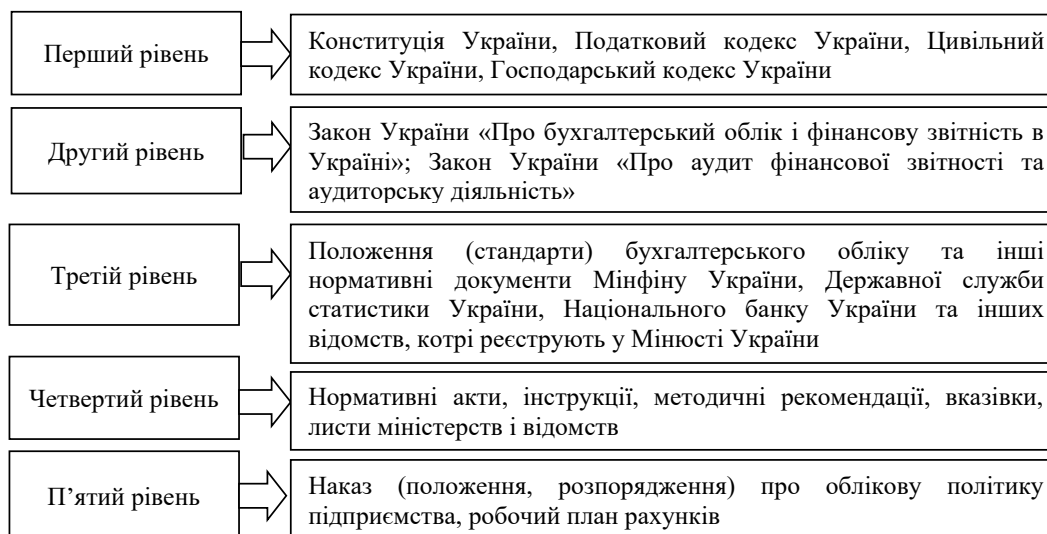 Перший рівень
Конституція України, Податковий кодекс України, Цивільний
кодекс України, Господарський кодекс України
Другий рівень
Закон України «Про бухгалтерський облік і фінансову звітність в
Україні»; Закон України «Про аудит фінансової звітності та
аудиторську діяльність»
Третій рівень
Положення (стандарти) бухгалтерського обліку та інші
нормативні документи Мінфіну України, Державної служби
статистики України, Національного банку України та інших
відомств, котрі реєструють у Мінюсті України
Четвертий рівень
Нормативні акти, інструкції, методичні рекомендації, вказівки,
листи міністерств і відомств
П’ятий рівень
Наказ (положення, розпорядження) про облікову політику
підприємства, робочий план рахунків